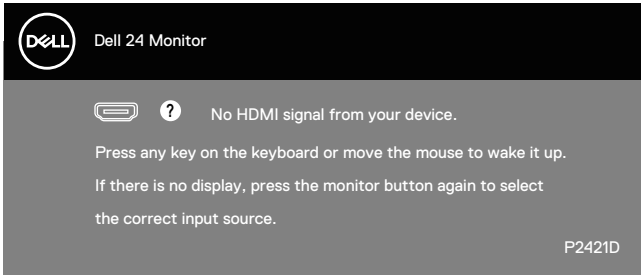 DELL
Dell 24 Monitor
? No HDMI signal from your device.
Press any key on the keyboard or move the mouse to wake it up.
If there is no display, press the monitor button again to select
the correct input source.
P2421D